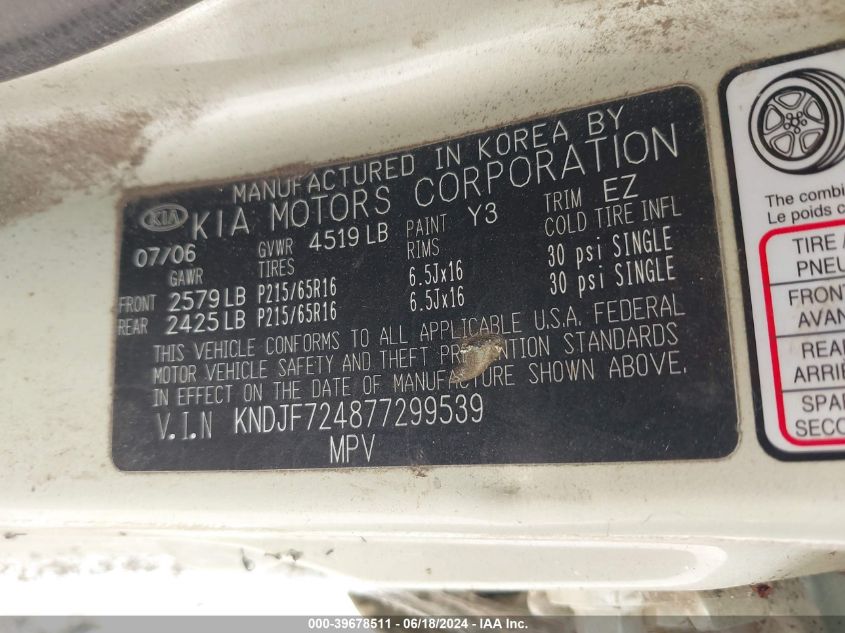 MANUFACTURED IN KOREA BY
KIA KIA MOTORS CORPORATION
07/06 GVWR 4519 LB PAINT Y3 TRIM EZ
GAWR TIRES RIMS COLD TIRE INFL
FRONT 2579 LB P215/65R16 6.5Jx16 30 psi SINGLE
REAR 2425 LB P215/65R16 6.5Jx16 30 psi SINGLE
THIS VEHICLE CONFORMS TO ALL APPLICABLE U.S.A. FEDERAL
MOTOR VEHICLE SAFETY AND THEFT PREVENTION STANDARDS
IN EFFECT ON THE DATE OF MANUFACTURE SHOWN ABOVE.
V.I.N KNDJF724877299539
MPV
The combi
Le poids c
TIRE /
PNEU
FRONT
AVAN
REAR
ARRIÈ
SPAR
SECO
000-39678511 - 06/18/2024 - IAA Inc.